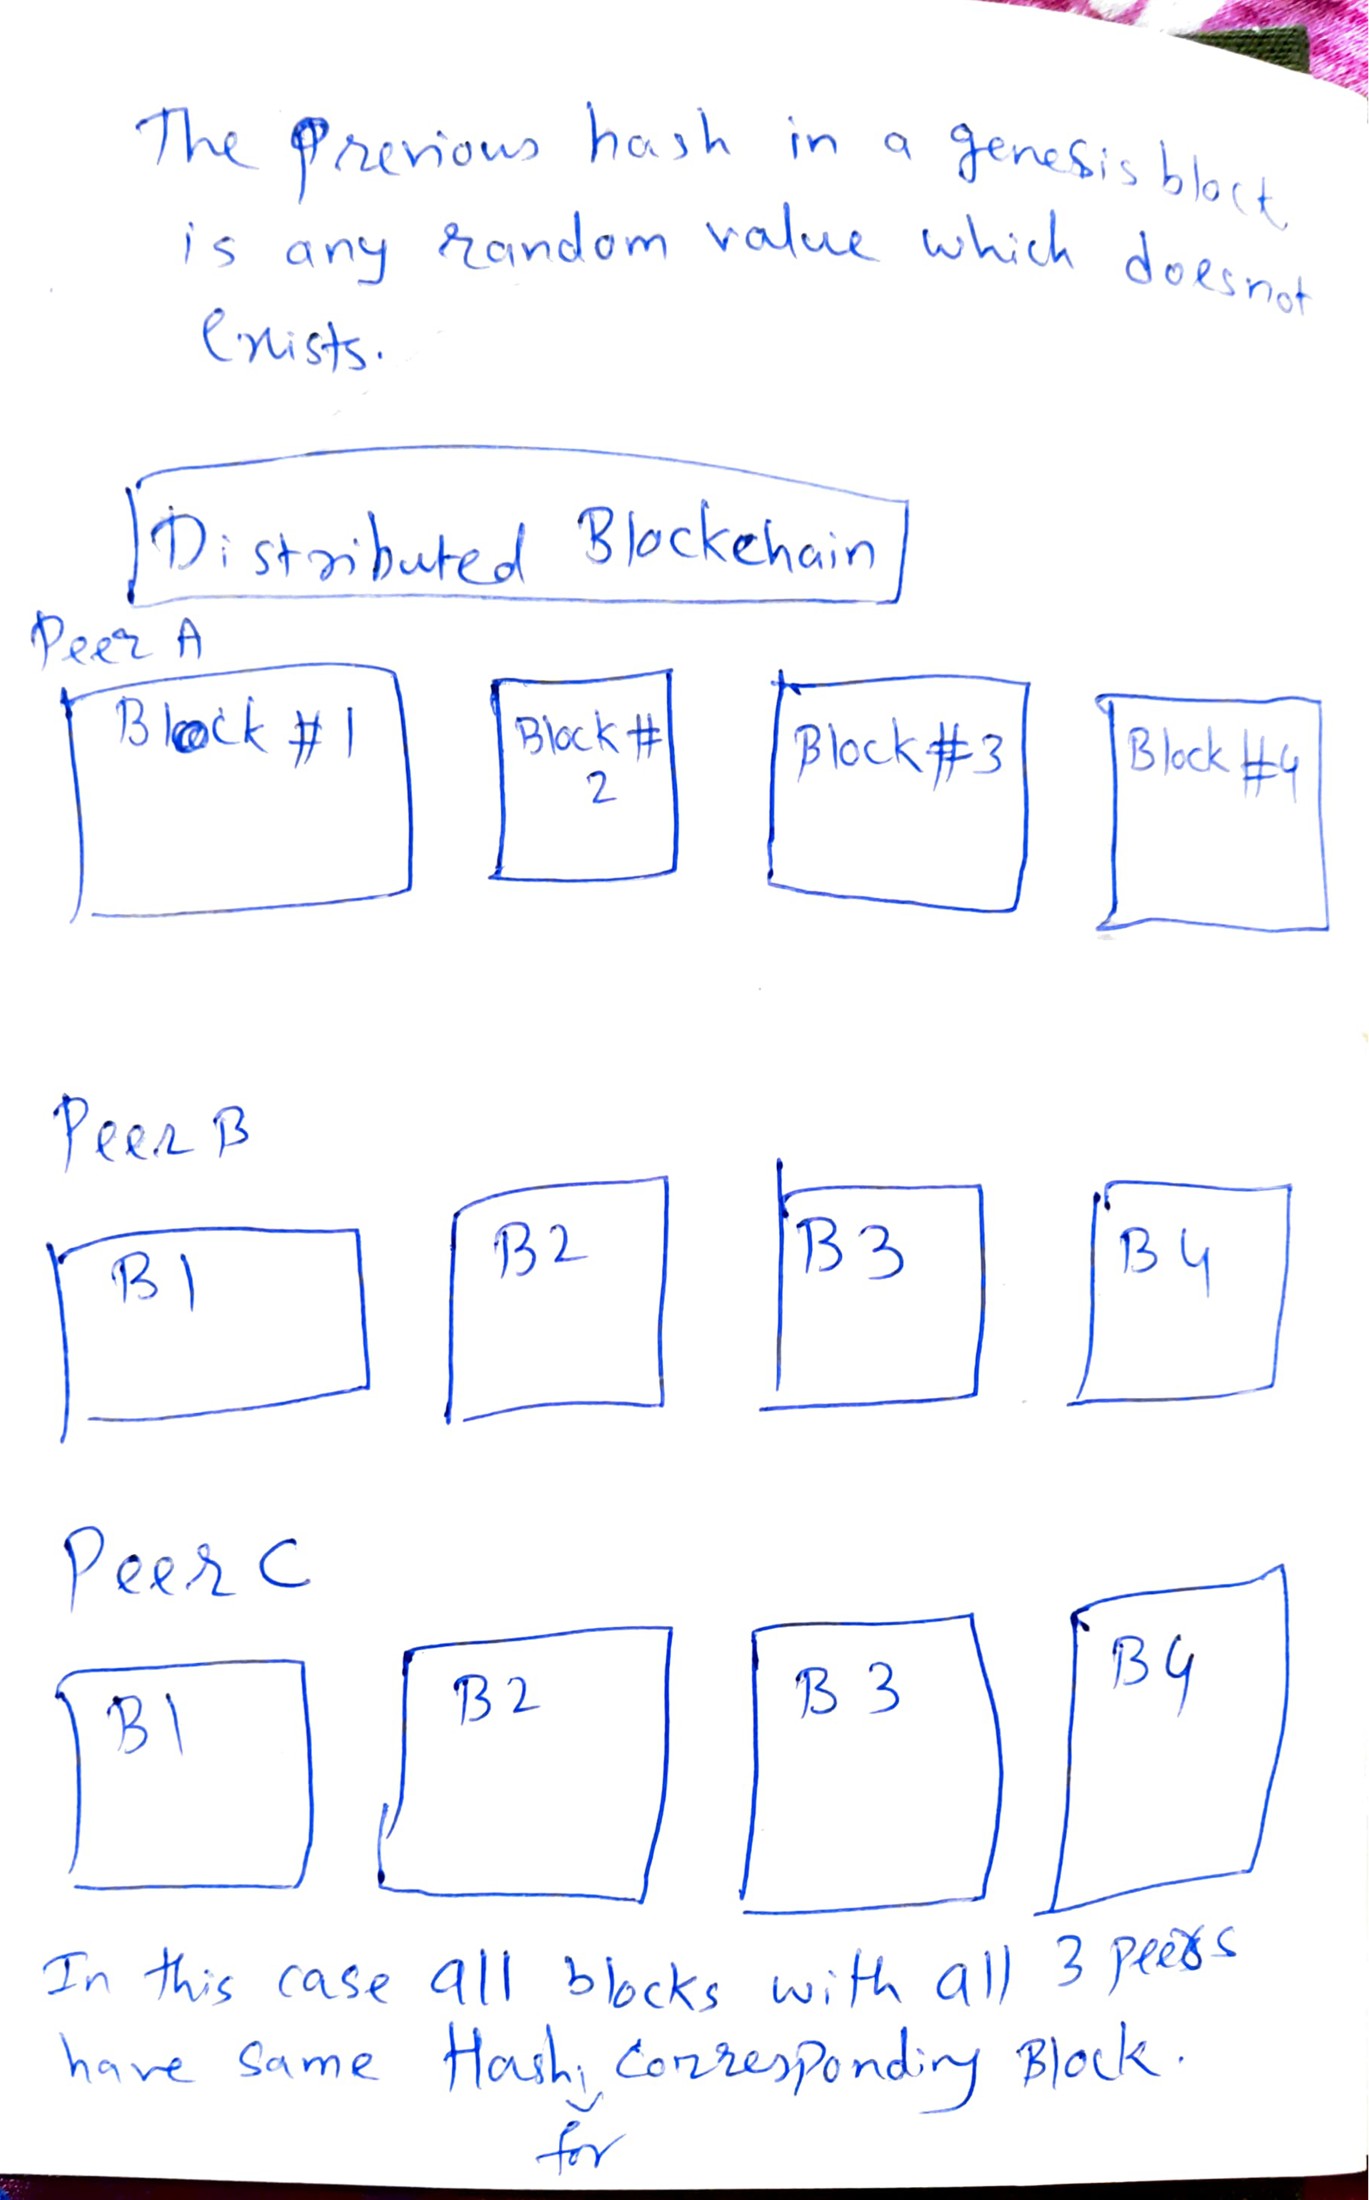 The Previous hash in a genesis block
is any random value which doesnot
Exists.
Distributed Blockchain
Peer A
Block #1 Block # Block #3 Block #4
2
Peer B
B1 B2 B3 B4
Peer C
B1 B2 B3 B4
In this case all blocks with all 3 peers
have same Hash, Corresponding Block.
for